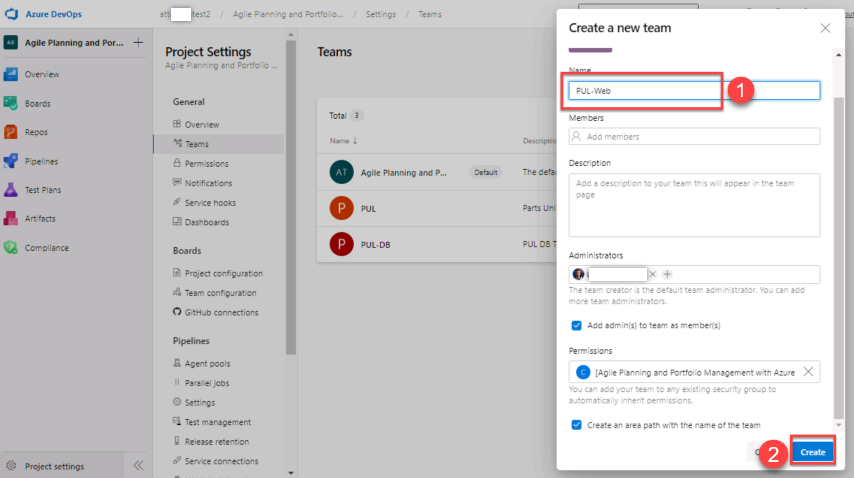 Azure DevOps
test2 / Agile Planning and Portfolio... / Settings / Teams
Agile Planning and Por...
Overview
Boards
Repos
Pipelines
Test Plans
Artifacts
Compliance
Project settings
Project Settings
Agile Planning and Portfolio ...
General
Overview
Teams
Permissions
Notifications
Service hooks
Dashboards
Boards
Project configuration
Team configuration
GitHub connections
Pipelines
Agent pools
Parallel jobs
Settings
Test management
Release retention
Service connections
Teams
Total 3
Name ↓ Description
AT Agile Planning and P... Default The defa
P PUL Parts Uni
P PUL-DB PUL DB T
Create a new team
Name
PUL-Web
1
Members
Add members
Description
Add a description to your team this will appear in the team
page
Administrators
The team creator is the default team administrator. You can add
more team administrators.
Add admin(s) to team as member(s)
Permissions
C [Agile Planning and Portfolio Management with Azure
You can add your team to any existing security group to
automatically inherit permissions.
Create an area path with the name of the team
2
Create